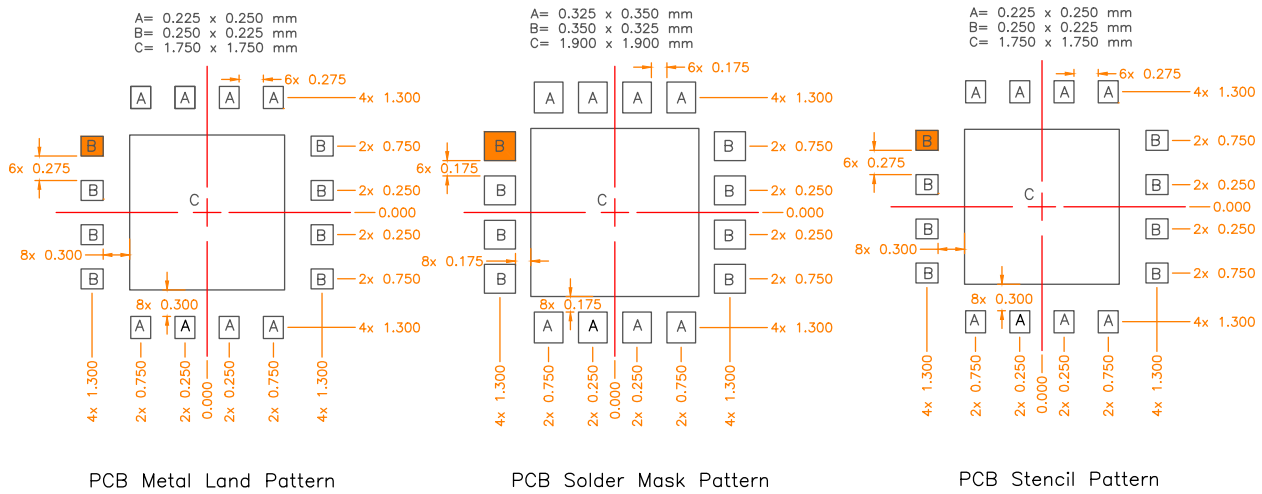 A= 0.225 x 0.250 mm
B= 0.250 x 0.225 mm
C= 1.750 x 1.750 mm
6x 0.275
A A A A
4x 1.300
B B
2x 0.750
6x 0.275
B B
2x 0.250
C
0.000
B B
2x 0.250
8x 0.300
B B
2x 0.750
8x 0.300
A A A A
4x 1.300
4x 1.300
2x 0.750
2x 0.250
0.000
2x 0.250
2x 0.750
4x 1.300
PCB Metal Land Pattern
A= 0.325 x 0.350 mm
B= 0.350 x 0.325 mm
C= 1.900 x 1.900 mm
6x 0.175
A A A A
4x 1.300
B B
2x 0.750
6x 0.175
B B
2x 0.250
C
0.000
B B
2x 0.250
8x 0.175
B B
2x 0.750
8x 0.175
A A A A
4x 1.300
4x 1.300
2x 0.750
2x 0.250
0.000
2x 0.250
2x 0.750
4x 1.300
PCB Solder Mask Pattern
A= 0.225 x 0.250 mm
B= 0.250 x 0.225 mm
C= 1.750 x 1.750 mm
6x 0.275
A A A A
4x 1.300
B B
2x 0.750
6x 0.275
B B
2x 0.250
C
0.000
B B
2x 0.250
8x 0.300
B B
2x 0.750
8x 0.300
A A A A
4x 1.300
4x 1.300
2x 0.750
2x 0.250
0.000
2x 0.250
2x 0.750
4x 1.300
PCB Stencil Pattern